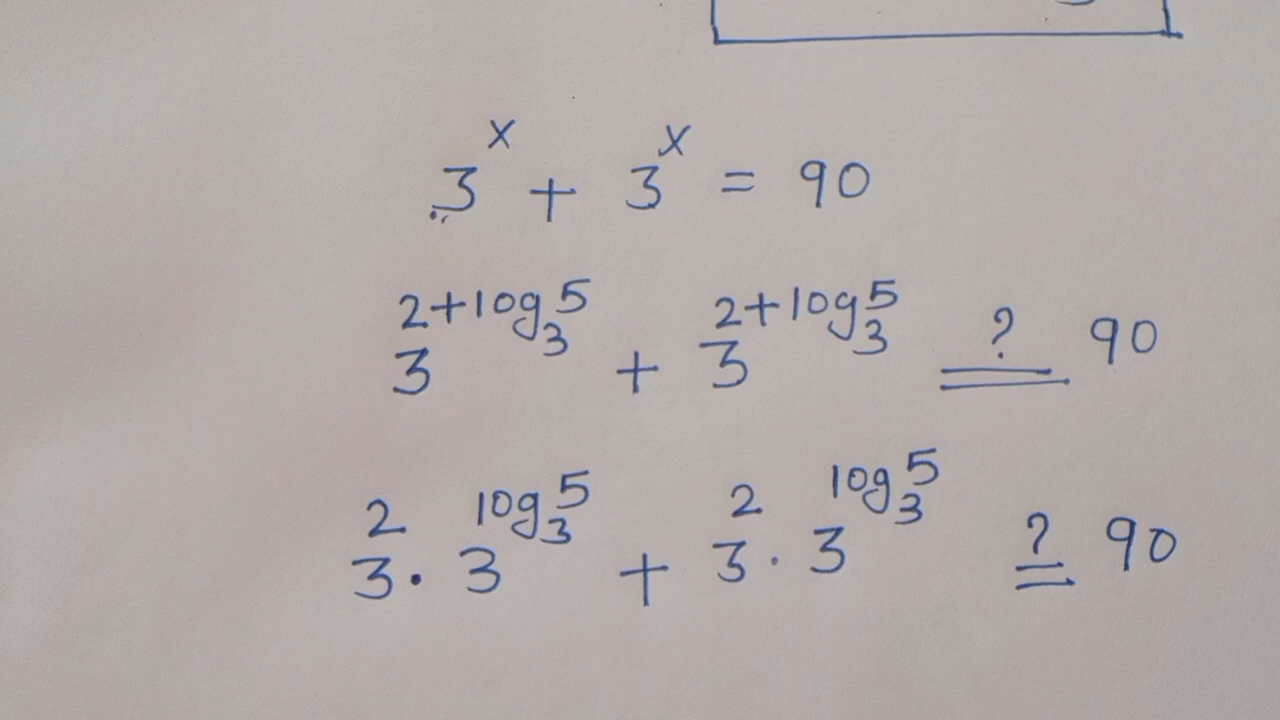 3^x + 3^x = 90
3^{2+log_3 5} + 3^{2+log_3 5} =? 90
3^2 · 3^{log_3 5} + 3^2 · 3^{log_3 5} =? 90